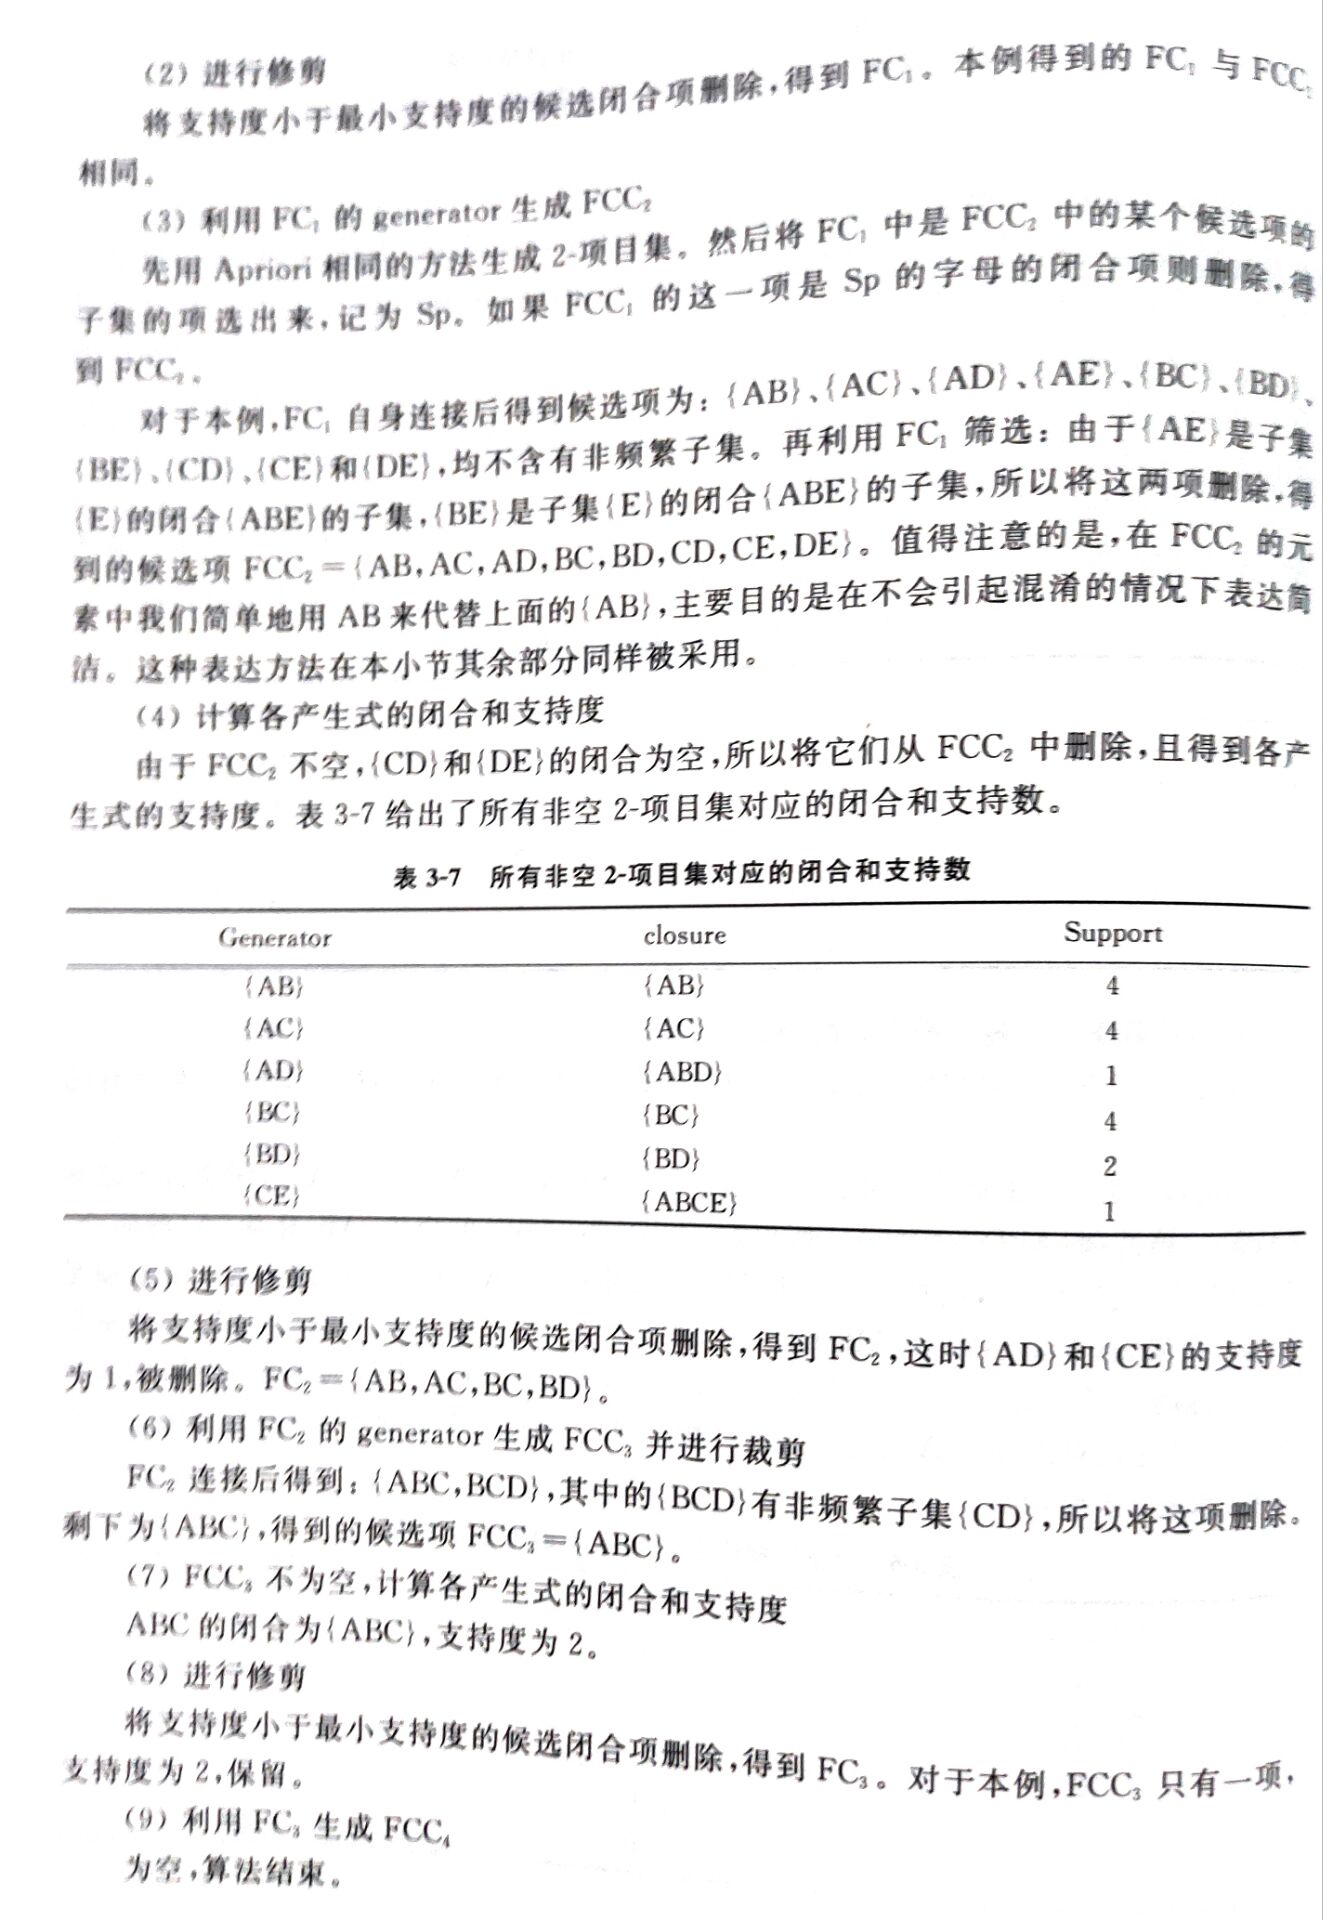 (2) 进行修剪
将支持度小于最小支持度的候选闭合项删除,得到 FC₁。本例得到的 FC₁ 与 FCC₁
相同。
(3) 利用 FC₁ 的 generator 生成 FCC₂
先用 Apriori 相同的方法生成 2-项目集。然后将 FC₁ 中是 FCC₂ 中的某个候选项的
子集的项选出来,记为 Sp。如果 FCC₁ 的这一项是 Sp 的字母的闭合项则删除,得
到 FCC₂。
对于本例,FC₁ 自身连接后得到候选项为:{AB}、{AC}、{AD}、{AE}、{BC}、{BD}、
{BE}、{CD}、{CE}和{DE},均不含有非频繁子集。再利用 FC₁ 筛选:由于{AE}是子集
{E}的闭合{ABE}的子集,{BE}是子集{E}的闭合{ABE}的子集,所以将这两项删除,得
到的候选项 FCC₂={AB,AC,AD,BC,BD,CD,CE,DE}。值得注意的是,在 FCC₂ 的元
素中我们简单地用 AB 来代替上面的{AB},主要目的是在不会引起混淆的情况下表达简
洁。这种表达方法在本小节其余部分同样被采用。
(4) 计算各产生式的闭合和支持度
由于 FCC₂ 不空,{CD}和{DE}的闭合为空,所以将它们从 FCC₂ 中删除,且得到各产
生式的支持度。表 3-7 给出了所有非空 2-项目集对应的闭合和支持数。
表 3-7 所有非空 2-项目集对应的闭合和支持数
Generator closure Support
{AB} {AB} 4
{AC} {AC} 4
{AD} {ABD} 1
{BC} {BC} 4
{BD} {BD} 2
{CE} {ABCE} 1
(5) 进行修剪
将支持度小于最小支持度的候选闭合项删除,得到 FC₂,这时{AD}和{CE}的支持度
为 1,被删除。FC₂={AB,AC,BC,BD}。
(6) 利用 FC₂ 的 generator 生成 FCC₃ 并进行裁剪
FC₂ 连接后得到:{ABC,BCD},其中的{BCD}有非频繁子集{CD},所以将这项删除。
剩下为{ABC},得到的候选项 FCC₃={ABC}。
(7) FCC₃ 不为空,计算各产生式的闭合和支持度
ABC 的闭合为{ABC},支持度为 2。
(8) 进行修剪
将支持度小于最小支持度的候选闭合项删除,得到 FC₃。对于本例,FCC₃ 只有一项,
支持度为 2,保留。
(9) 利用 FC₃ 生成 FCC₄
为空,算法结束。